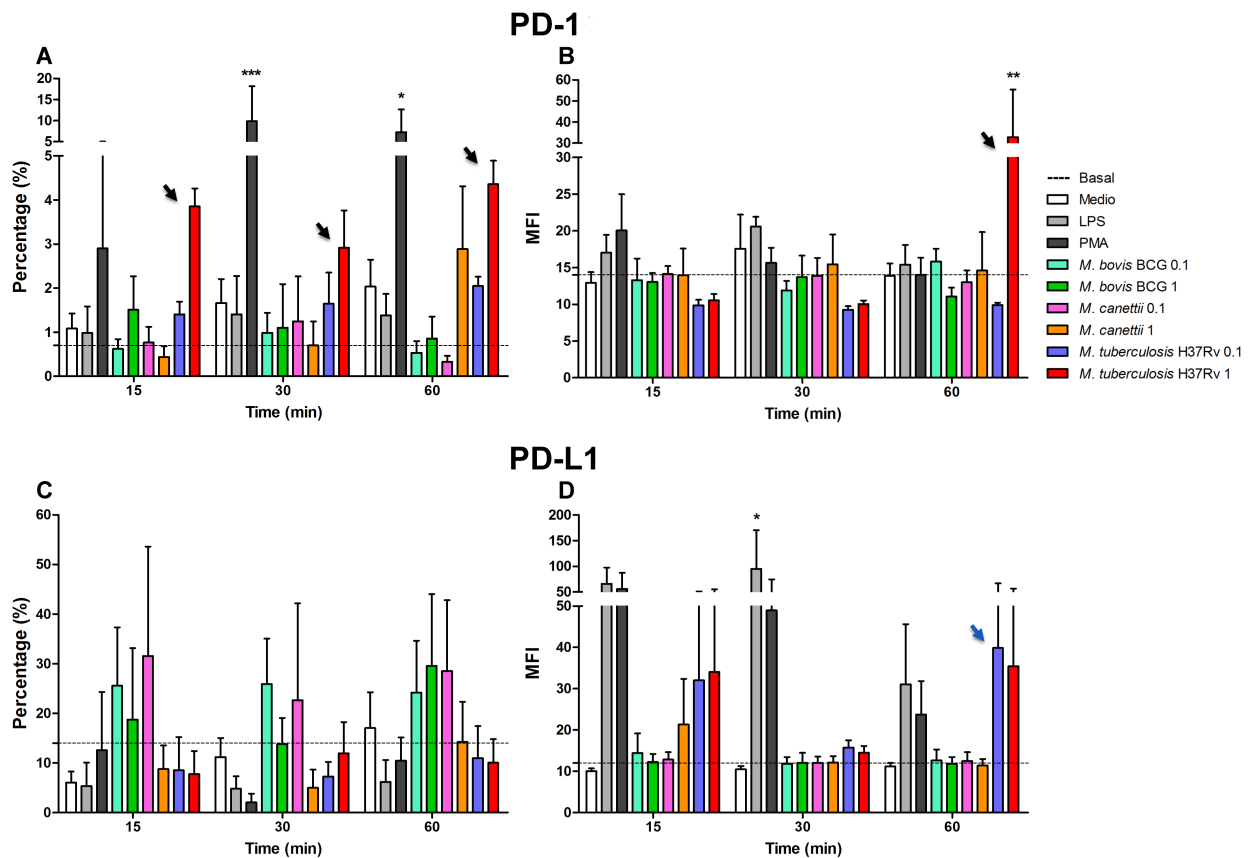 PD-1
A
Percentage (%)
20
15
10
5
5
4
3
2
1
0
***
*
15
30
60
Time (min)
B
MFI
60
50
40
30
30
25
20
15
10
5
0
**
15
30
60
Time (min)
Basal
Medio
LPS
PMA
M. bovis BCG 0.1
M. bovis BCG 1
M. canettii 0.1
M. canettii 1
M. tuberculosis H37Rv 0.1
M. tuberculosis H37Rv 1
PD-L1
C
Percentage (%)
60
50
40
30
20
10
0
15
30
60
Time (min)
D
MFI
200
150
100
50
50
40
30
20
10
0
*
15
30
60
Time (min)